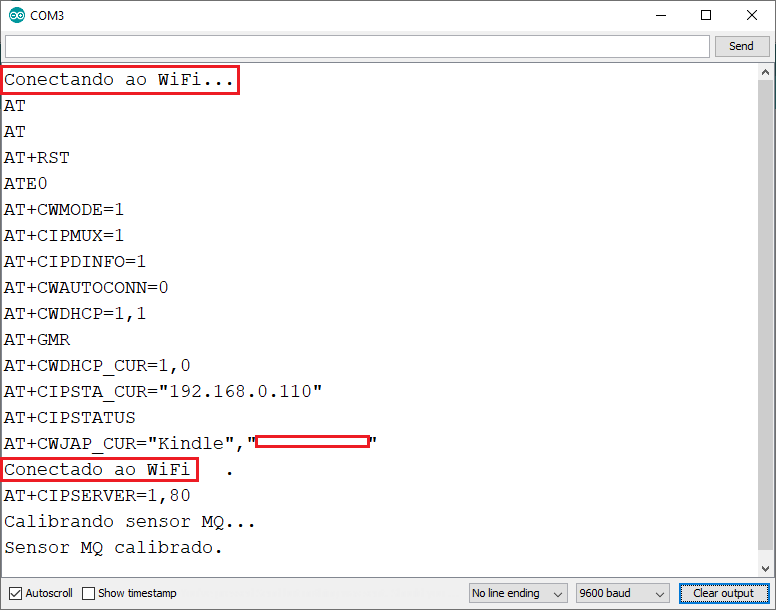 COM3
Send
Conectando ao WiFi...
AT
AT
AT+RST
ATE0
AT+CWMODE=1
AT+CIPMUX=1
AT+CIPDINFO=1
AT+CWAUTOCONN=0
AT+CWDHCP=1,1
AT+GMR
AT+CWDHCP_CUR=1,0
AT+CIPSTA_CUR="192.168.0.110"
AT+CIPSTATUS
AT+CWJAP_CUR="Kindle",""
Conectado ao WiFi   .
AT+CIPSERVER=1,80
Calibrando sensor MQ...
Sensor MQ calibrado.
Autoscroll Show timestamp No line ending 9600 baud Clear output